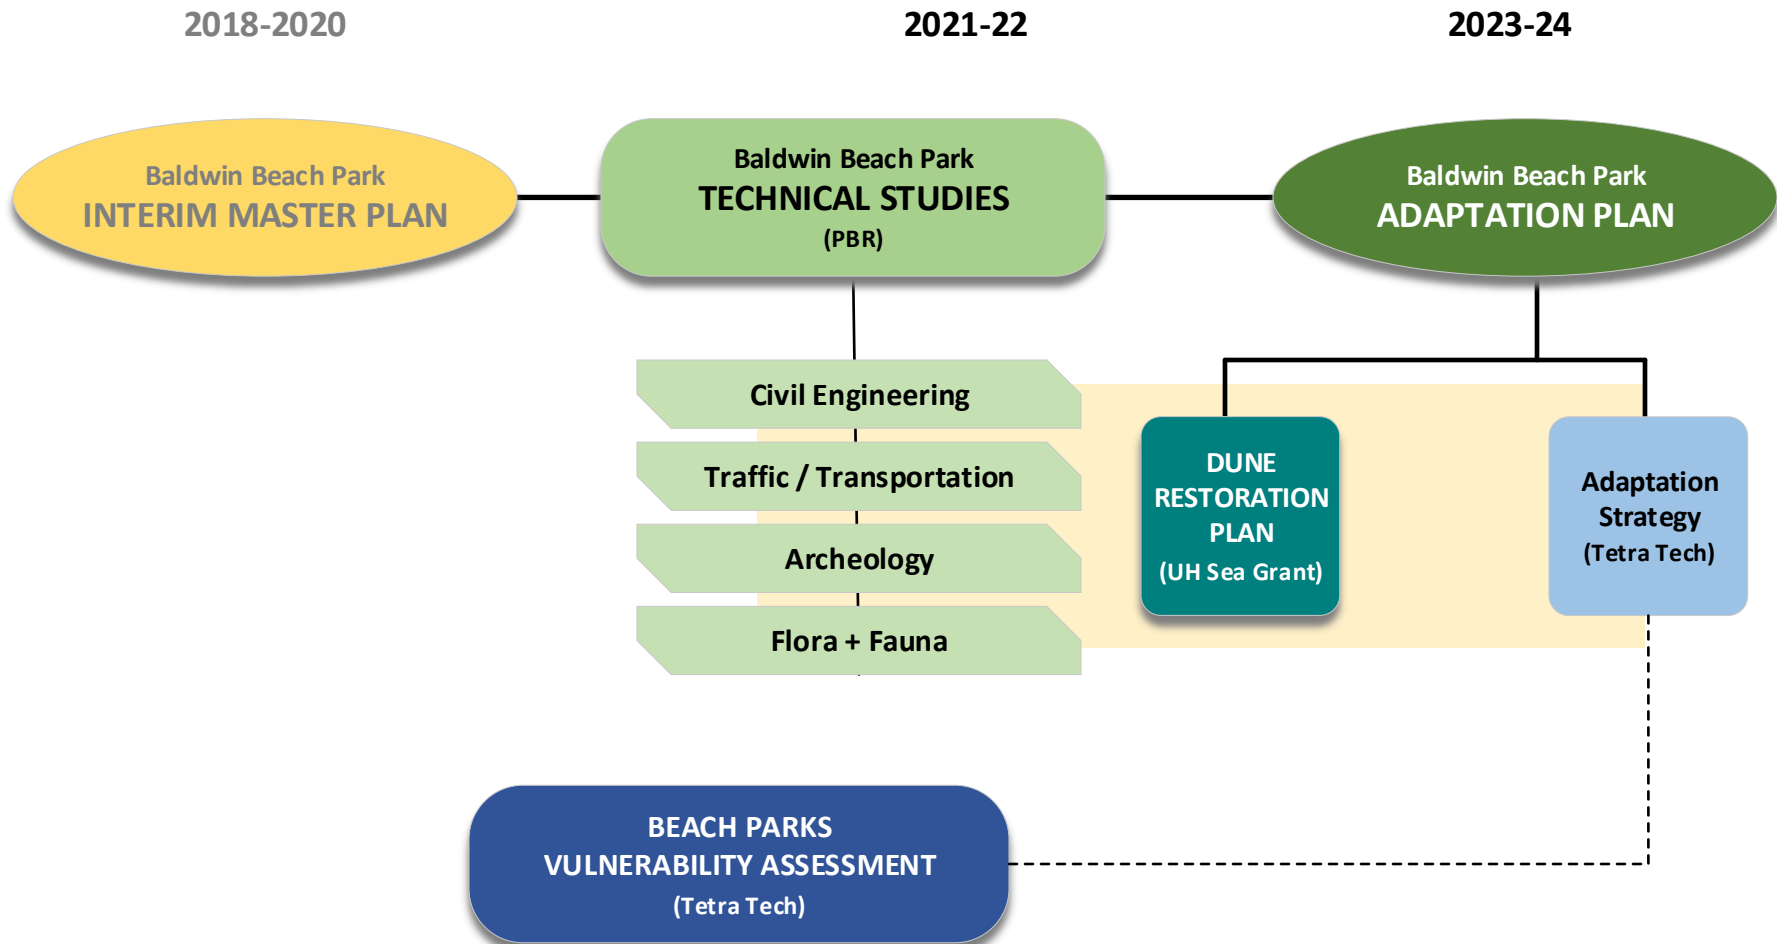 2018-2020
2021-22
2023-24
Baldwin Beach Park
INTERIM MASTER PLAN
Baldwin Beach Park
TECHNICAL STUDIES
(PBR)
Baldwin Beach Park
ADAPTATION PLAN
Civil Engineering
Traffic / Transportation
Archeology
Flora + Fauna
DUNE
RESTORATION
PLAN
(UH Sea Grant)
Adaptation
Strategy
(Tetra Tech)
BEACH PARKS
VULNERABILITY ASSESSMENT
(Tetra Tech)